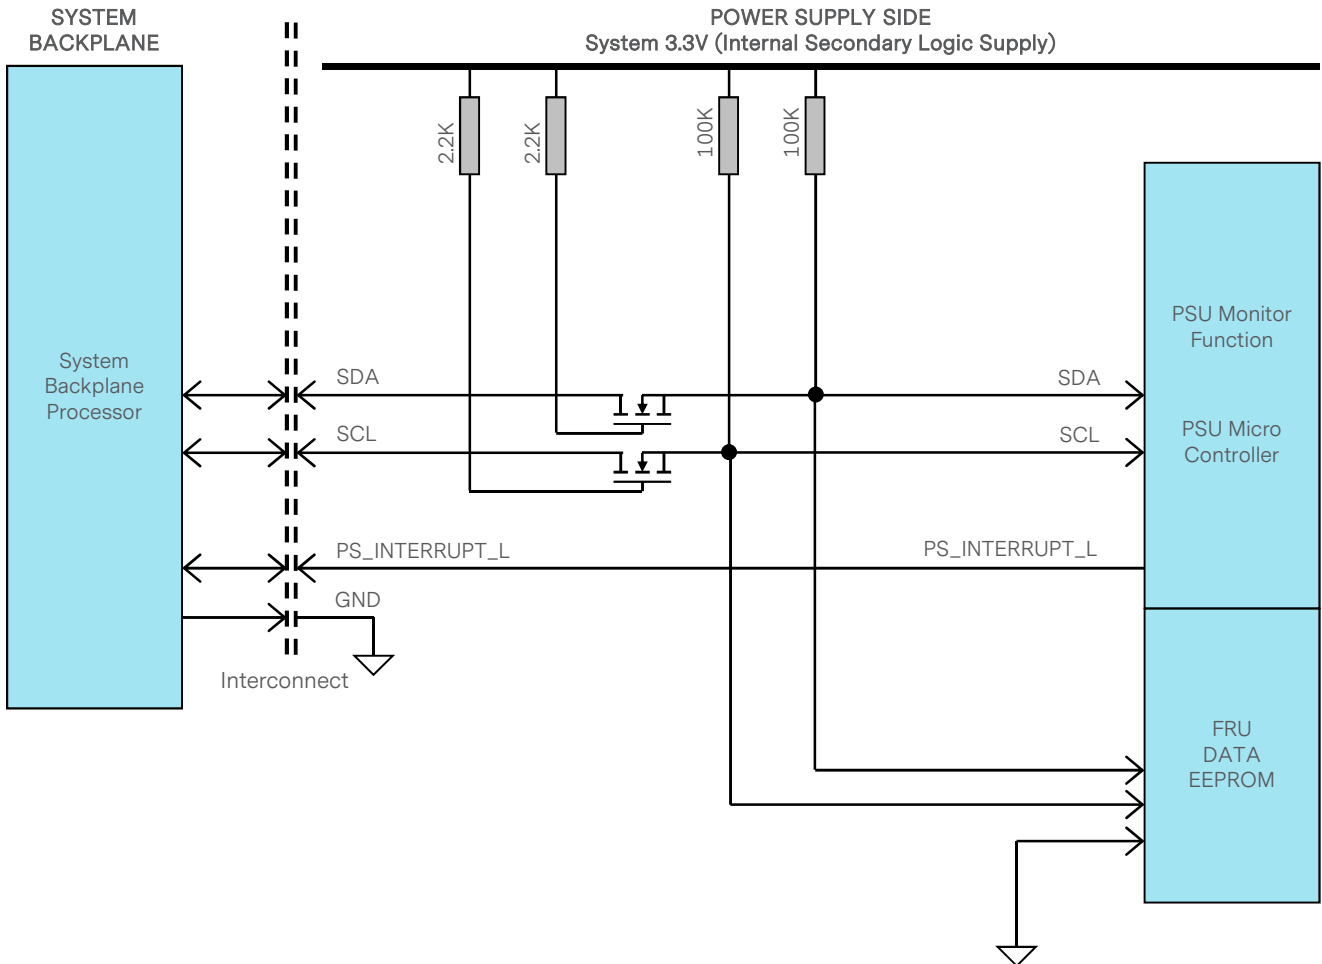 SYSTEM
BACKPLANE
POWER SUPPLY SIDE
System 3.3V (Internal Secondary Logic Supply)
2.2K
2.2K
100K
100K
System
Backplane
Processor
SDA
SCL
PS_INTERRUPT_L
GND
Interconnect
SDA
SCL
PS_INTERRUPT_L
PSU Monitor
Function
PSU Micro
Controller
FRU
DATA
EEPROM